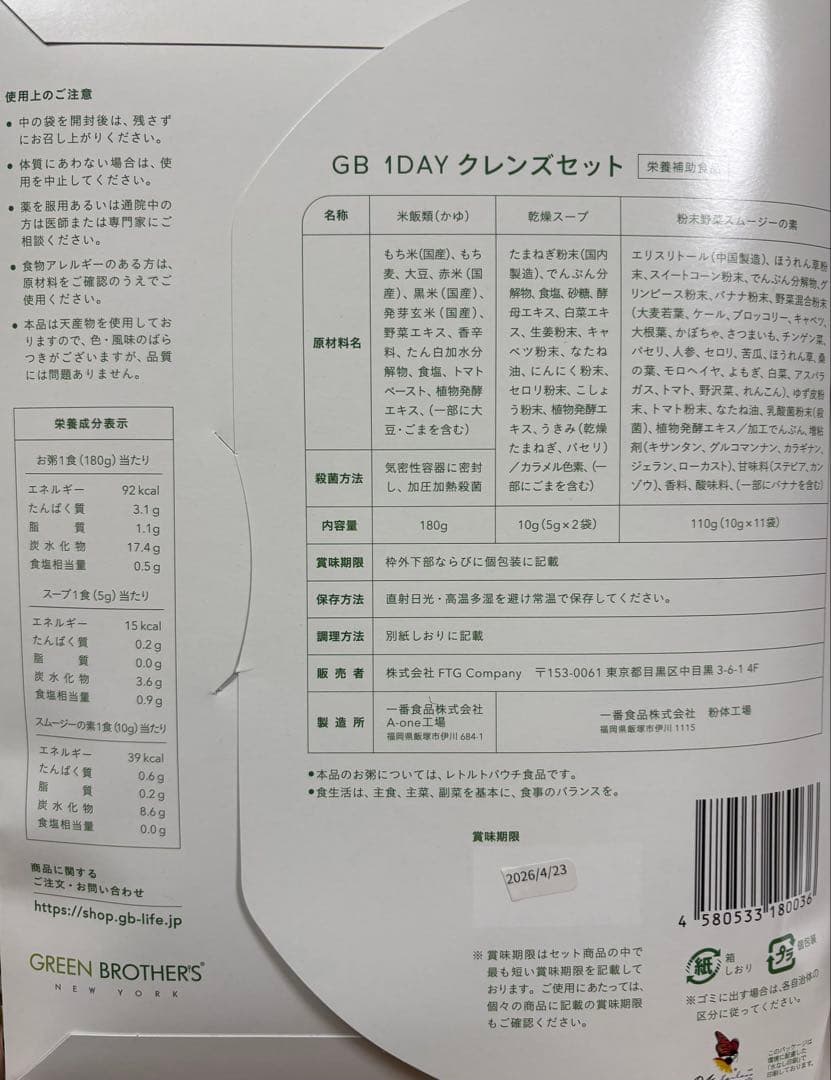 使用上のご注意
● 中の袋を開封後は、残さず
にお召し上がりください。
● 体質にあわない場合は、使
用を中止してください。
● 薬を服用あるいは通院中の
方は医師または専門家にご
相談ください。
● 食物アレルギーのある方は、
原材料をご確認のうえでご
使用ください。
● 本品は天産物を使用してお
りますので、色・風味のばら
つきがございますが、品質
には問題ありません。
栄養成分表示
お粥1食(180g)当たり
エネルギー 92kcal
たんぱく質 3.1g
脂 質 1.1g
炭水化物 17.4g
食塩相当量 0.5g
スープ1食(5g)当たり
エネルギー 15kcal
たんぱく質 0.2g
脂 質 0.0g
炭水化物 3.6g
食塩相当量 0.9g
スムージーの素1食(10g)当たり
エネルギー 39kcal
たんぱく質 0.6g
脂 質 0.2g
炭水化物 8.6g
食塩相当量 0.0g
商品に関する
ご注文・お問い合わせ
https://shop.gb-life.jp
GREEN BROTHER'S®
NEW YORK
GB 1DAY クレンズセット 栄養補助食品
名称 米飯類(かゆ) 乾燥スープ 粉末野菜スムージーの素
原材料名
もち米(国産)、もち
麦、大豆、赤米(国
産)、黒米(国産)、
発芽玄米(国産)、
野菜エキス、香辛
料、たん白加水分
解物、食塩、トマト
ペースト、植物発酵
エキス、(一部に大
豆・ごまを含む)
たまねぎ粉末(国内
製造)、でんぷん分
解物、食塩、砂糖、酵
母エキス、白菜エキ
ス、生姜粉末、キャ
ベツ粉末、なたね
油、にんにく粉末、
セロリ粉末、こしょ
う粉末、植物発酵エ
キス、うきみ(乾燥
たまねぎ、パセリ)
/カラメル色素、(一
部にごまを含む)
エリスリトール(中国製造)、ほうれん草粉
末、スイートコーン粉末、でんぷん分解物、グ
リンピース粉末、バナナ粉末、野菜混合粉末
(大麦若葉、ケール、ブロッコリー、キャベツ、
大根葉、かぼちゃ、さつまいも、チンゲン菜、
パセリ、人参、セロリ、苦瓜、ほうれん草、桑
の葉、モロヘイヤ、よもぎ、白菜、アスパラ
ガス、トマト、野沢菜、れんこん)、ゆず皮粉
末、トマト粉末、なたね油、乳酸菌粉末(殺
菌)、植物発酵エキス/加工でんぷん、増粘
剤(キサンタン、グルコマンナン、カラギナン、
ジェラン、ローカスト)、甘味料(ステビア、カン
ゾウ)、香料、酸味料、(一部にバナナを含む)
殺菌方法
気密性容器に密封
し、加圧加熱殺菌
内容量 180g 10g(5g×2袋) 110g(10g×11袋)
賞味期限 枠外下部ならびに個包装に記載
保存方法 直射日光・高温多湿を避け常温で保存してください。
調理方法 別紙しおりに記載
販売者 株式会社 FTG Company 〒153-0061 東京都目黒区中目黒 3-6-1 4F
製造所
一番食品株式会社
A-one工場
福岡県飯塚市伊川 684-1
一番食品株式会社 粉体工場
福岡県飯塚市伊川 1115
●本品のお粥については、レトルトパウチ食品です。
●食生活は、主食、主菜、副菜を基本に、食事のバランスを。
賞味期限
2026/4/23
※賞味期限はセット商品の中で
最も短い賞味期限を記載して
おります。ご使用にあたっては、
個々の商品に記載の賞味期限
もご確認ください。
4 580533 180036
紙 箱
しおり
プラ 個包装
※ゴミに出す場合は、各自治体の
区分に従ってください。
このパッケージは
環境に配慮した
「水なし印刷」で
印刷しております。